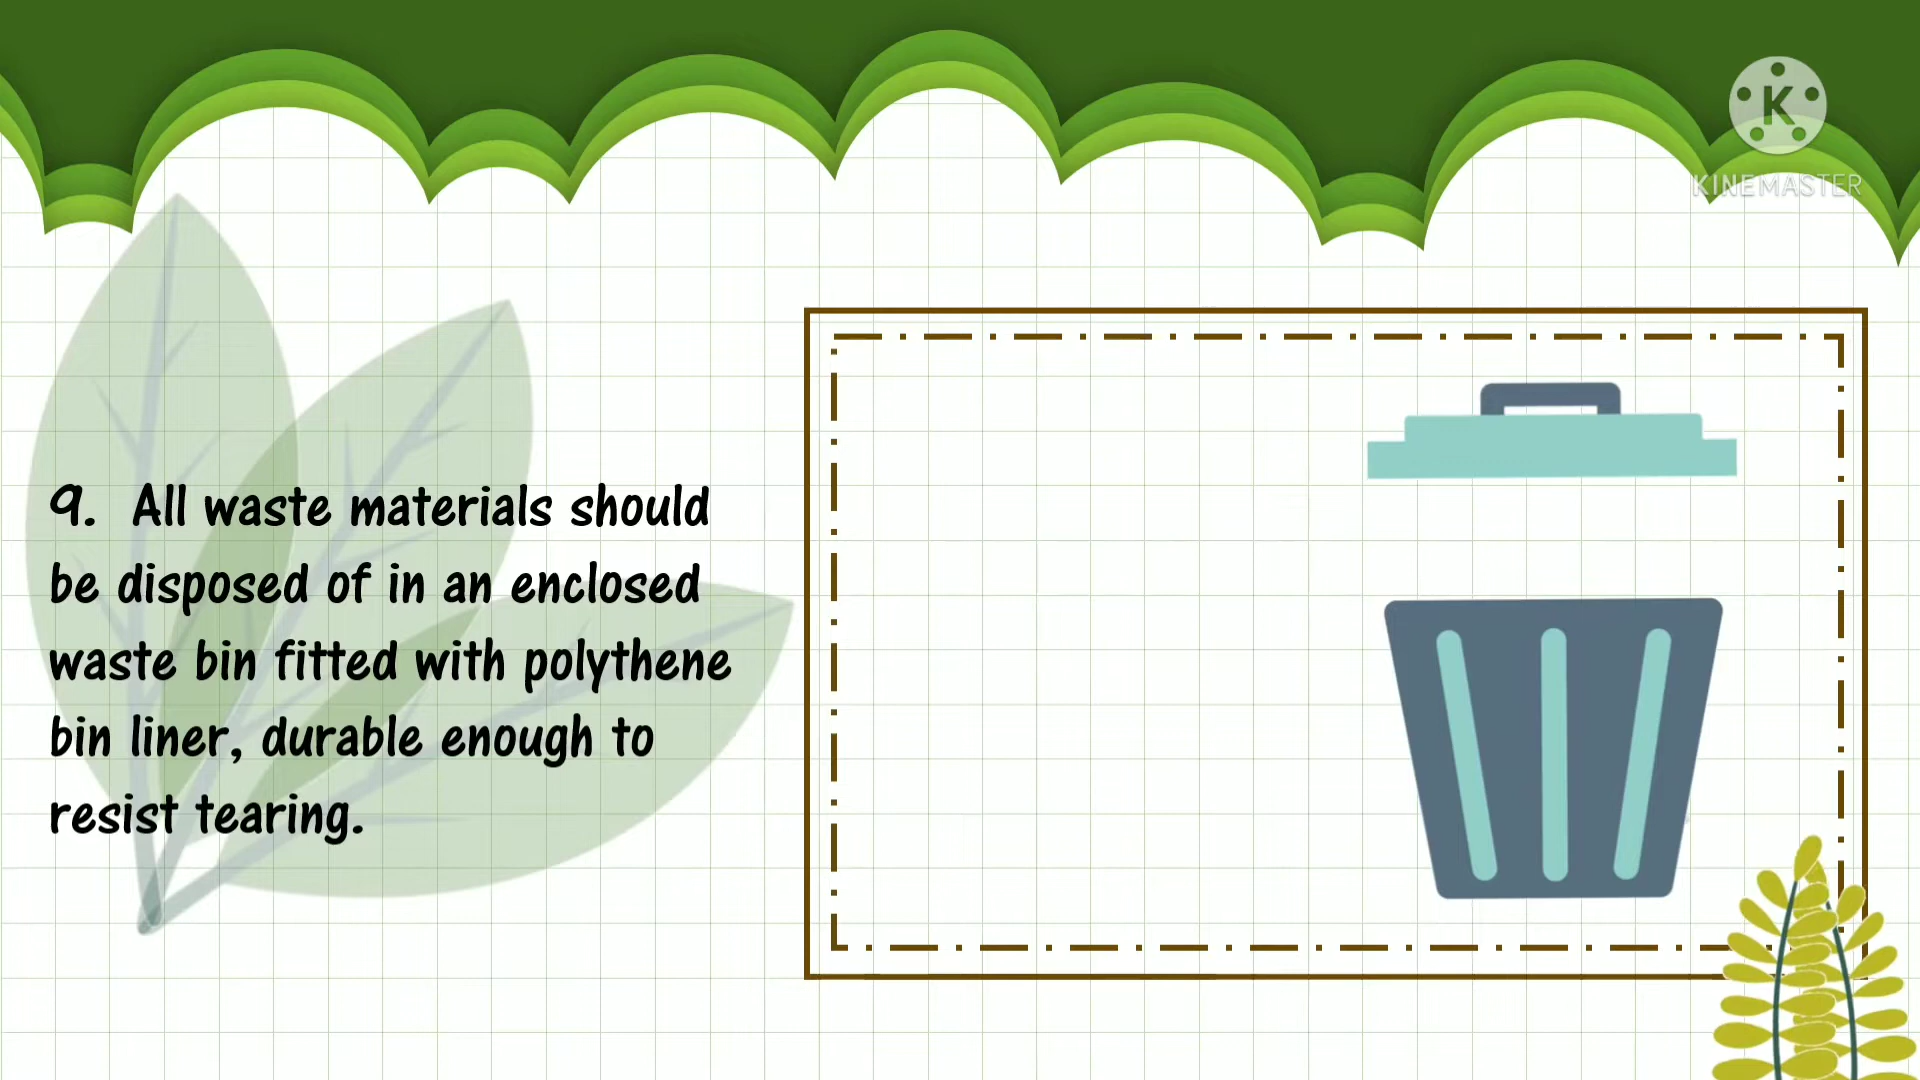 K
KINEMASTER
9. All waste materials should
be disposed of in an enclosed
waste bin fitted with polythene
bin liner, durable enough to
resist tearing.